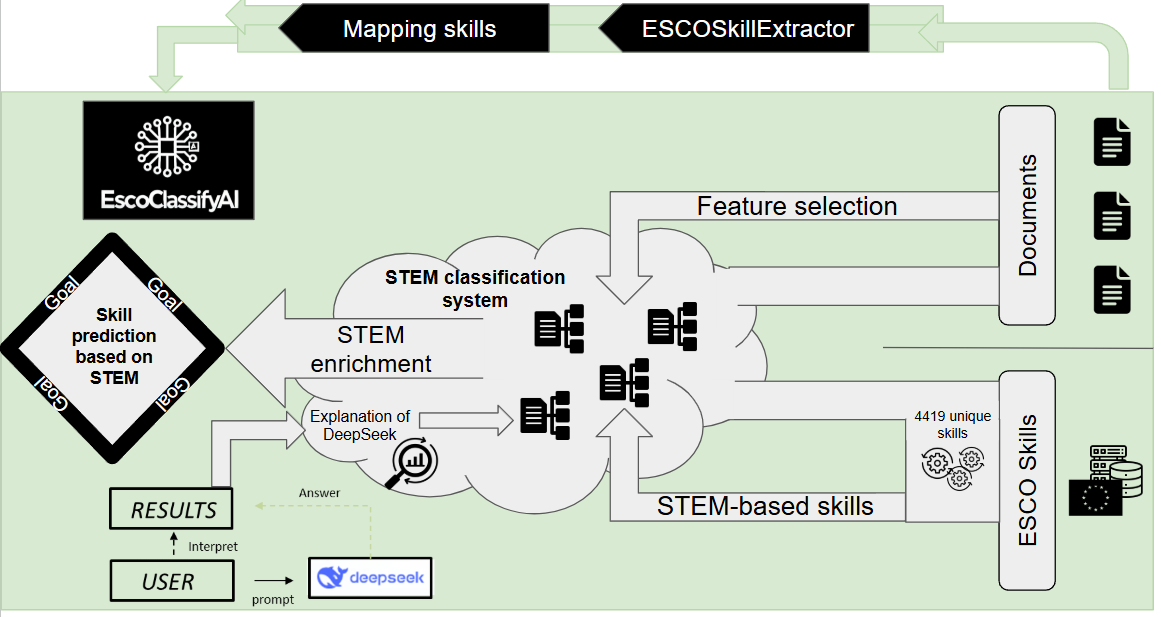 Mapping skills
ESCOSkillExtractor
EscoClassifyAI
Documents
Feature selection
STEM classification
system
Goal
Goal
Goal
Goal
Skill
prediction
based on
STEM
STEM
enrichment
Explanation of
DeepSeek
4419 unique
skills
ESCO Skills
STEM-based skills
RESULTS
Answer
Interpret
USER
prompt
deepseek